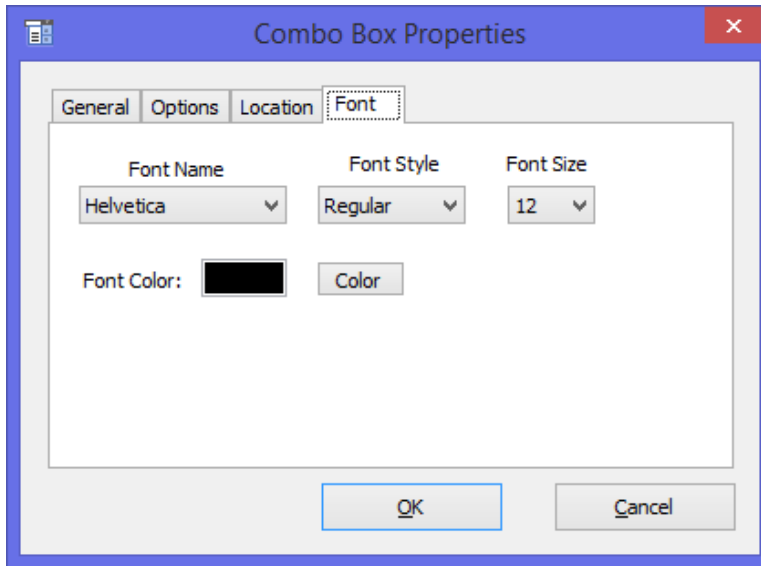 Combo Box Properties
General Options Location Font
Font Name Font Style Font Size
Helvetica Regular 12
Font Color: Color
OK Cancel